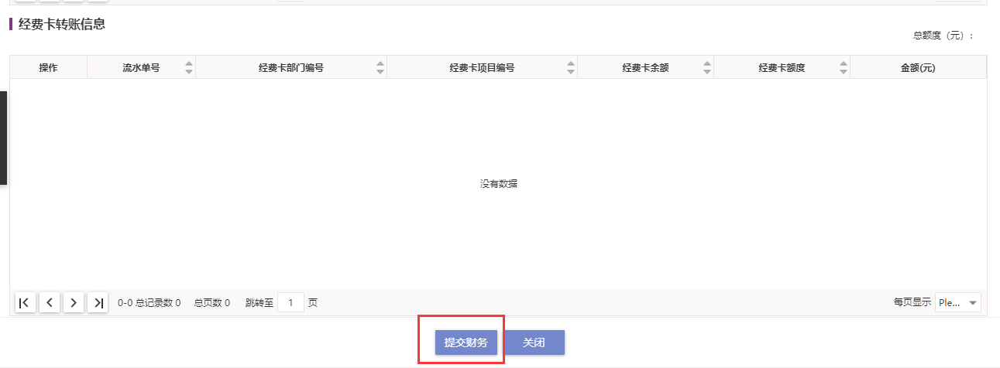 经费卡转账信息
总额度（元）：
操作 流水单号 经费卡部门编号 经费卡项目编号 经费卡余额 经费卡额度 金额(元)
没有数据
0-0 总记录数 0 总页数 0 跳转至 1 页 每页显示 Ple...
提交财务 关闭